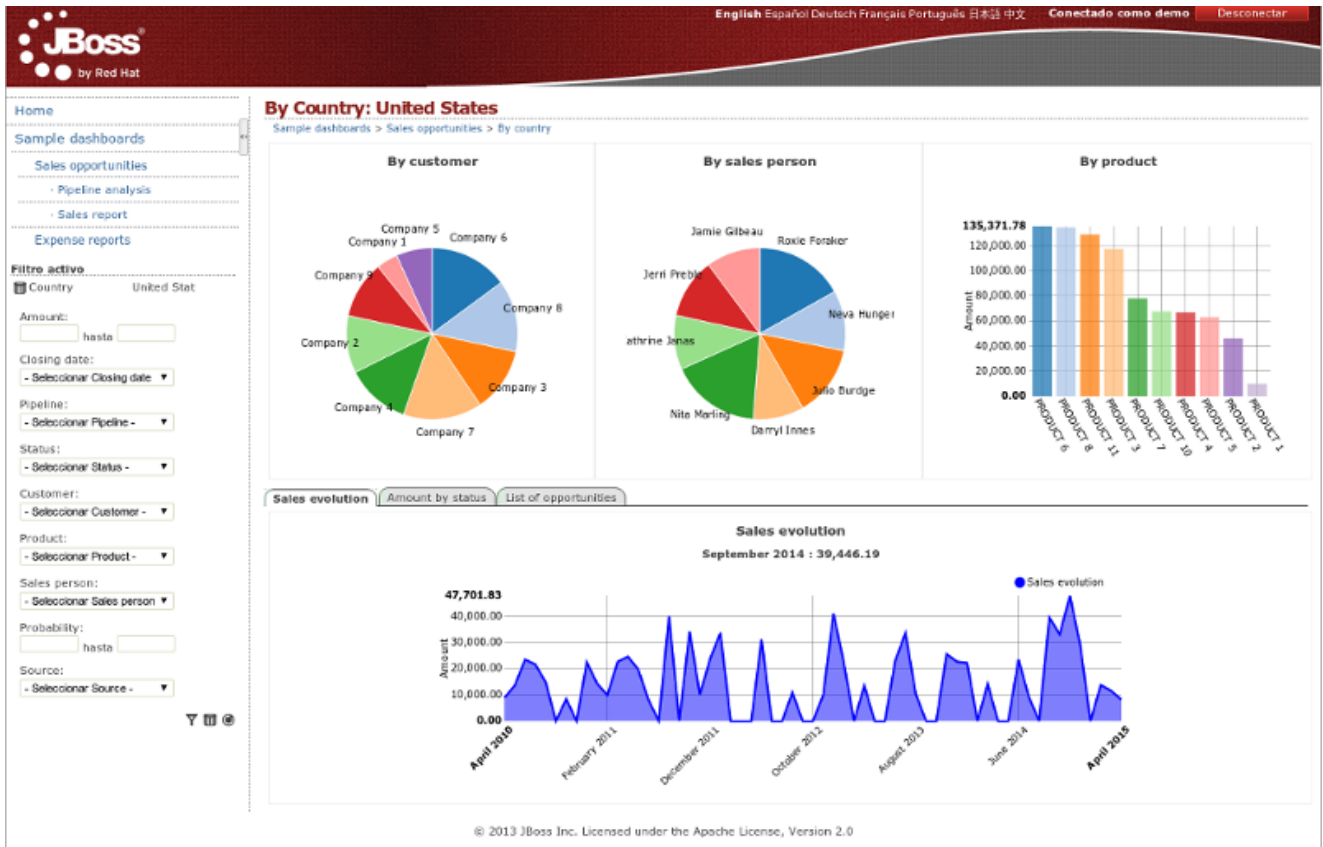 English Español Deutsch Français Português 日本語 中文 Conectado como demo Desconectar
JBoss
by Red Hat
Home
Sample dashboards
Sales opportunities
· Pipeline analysis
· Sales report
Expense reports
Filtro activo
Country United Stat
Amount:
hasta
Closing date:
- Seleccionar Closing date
Pipeline:
- Seleccionar Pipeline -
Status:
- Seleccionar Status -
Customer:
- Seleccionar Customer -
Product:
- Seleccionar Product -
Sales person:
- Seleccionar Sales person
Probability:
hasta
Source:
- Seleccionar Source -
By Country: United States
Sample dashboards > Sales opportunities > By country
By customer
Company 5
Company 6
Company 1
Company 9
Company 8
Company 2
Company 3
Company 4
Company 7
By sales person
Jamie Gilbeau
Roxie Foraker
Jerri Preble
Neva Hunger
athrine Janas
Julio Burdge
Nita Marling
Darryl Innes
By product
135,371.78
120,000.00
100,000.00
80,000.00
60,000.00
40,000.00
20,000.00
0.00
Amount
PRODUCT 6
PRODUCT 8
PRODUCT 11
PRODUCT 3
PRODUCT 7
PRODUCT 10
PRODUCT 4
PRODUCT 5
PRODUCT 2
PRODUCT 1
Sales evolution Amount by status List of opportunities
Sales evolution
September 2014 : 39,446.19
Sales evolution
47,701.83
40,000.00
30,000.00
20,000.00
10,000.00
0.00
Amount
April 2010
February 2011
December 2011
October 2012
August 2013
June 2014
April 2015
© 2013 JBoss Inc. Licensed under the Apache License, Version 2.0